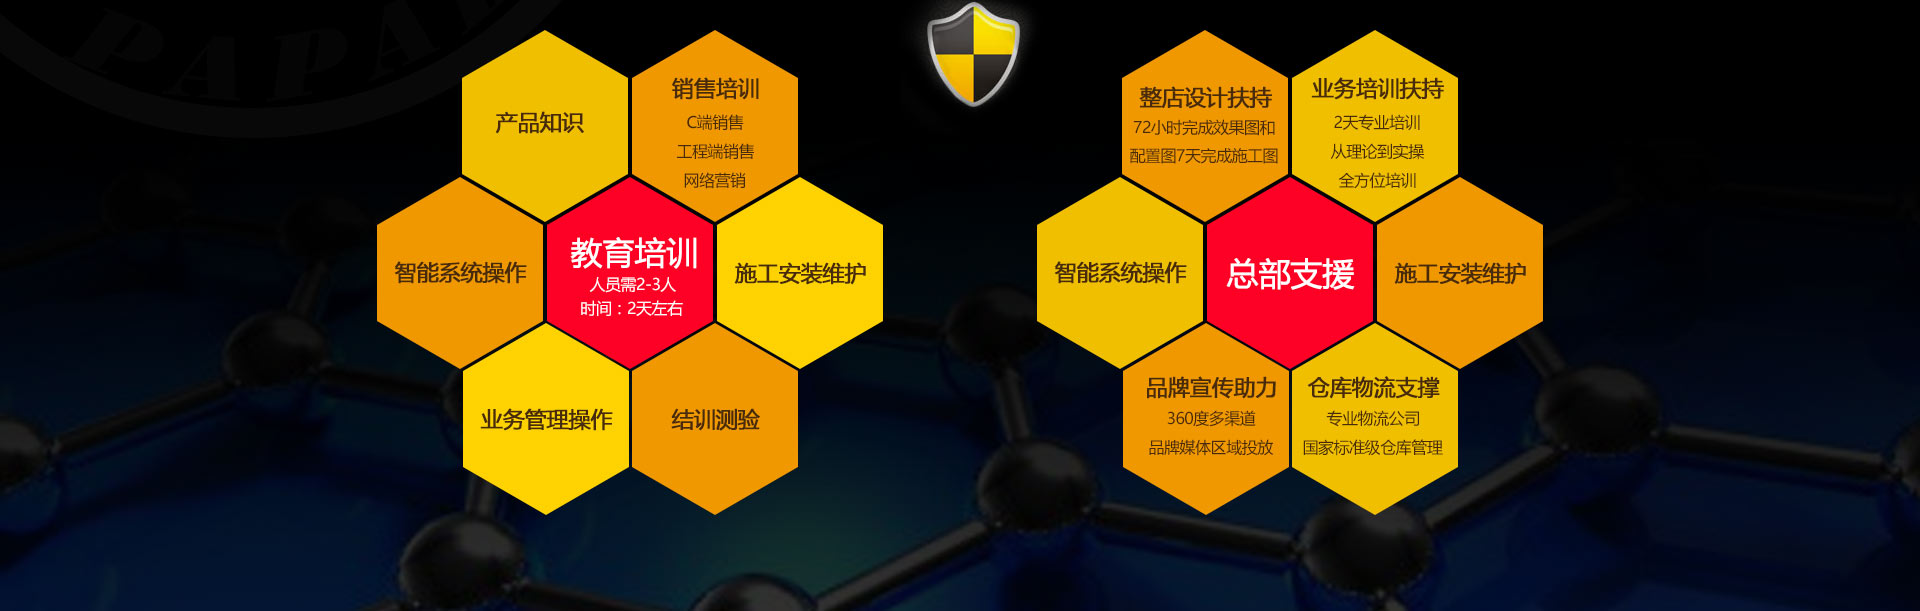 PAPA
产品知识
销售培训
C端销售
工程端销售
网络营销
智能系统操作
教育培训
人员需2-3人
时间：2天左右
施工安装维护
业务管理操作
结训测验
整店设计扶持
72小时完成效果图和
配置图7天完成施工图
业务培训扶持
2天专业培训
从理论到实操
全方位培训
智能系统操作
总部支援
施工安装维护
品牌宣传助力
360度多渠道
品牌媒体区域投放
仓库物流支撑
专业物流公司
国家标准级仓库管理